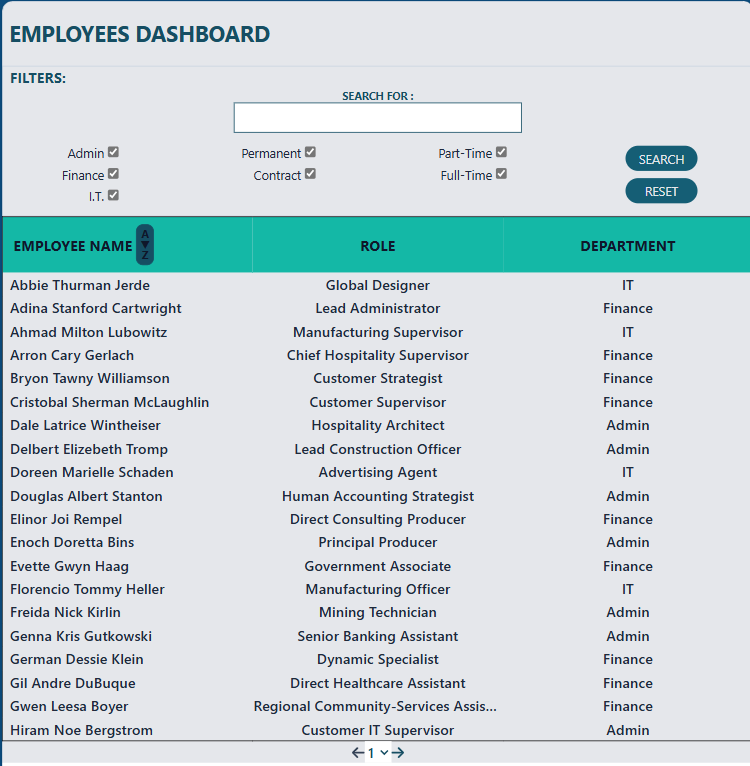 EMPLOYEES DASHBOARD
FILTERS:
SEARCH FOR :
Admin Permanent Part-Time SEARCH
Finance Contract Full-Time
I.T. RESET
EMPLOYEE NAME A▼Z ROLE DEPARTMENT
Abbie Thurman Jerde Global Designer IT
Adina Stanford Cartwright Lead Administrator Finance
Ahmad Milton Lubowitz Manufacturing Supervisor IT
Arron Cary Gerlach Chief Hospitality Supervisor Finance
Bryon Tawny Williamson Customer Strategist Finance
Cristobal Sherman McLaughlin Customer Supervisor Finance
Dale Latrice Wintheiser Hospitality Architect Admin
Delbert Elizebeth Tromp Lead Construction Officer Admin
Doreen Marielle Schaden Advertising Agent IT
Douglas Albert Stanton Human Accounting Strategist Admin
Elinor Joi Rempel Direct Consulting Producer Finance
Enoch Doretta Bins Principal Producer Admin
Evette Gwyn Haag Government Associate Finance
Florencio Tommy Heller Manufacturing Officer IT
Freida Nick Kirlin Mining Technician Admin
Genna Kris Gutkowski Senior Banking Assistant Admin
German Dessie Klein Dynamic Specialist Finance
Gil Andre DuBuque Direct Healthcare Assistant Finance
Gwen Leesa Boyer Regional Community-Services Assis... Finance
Hiram Noe Bergstrom Customer IT Supervisor Admin
1